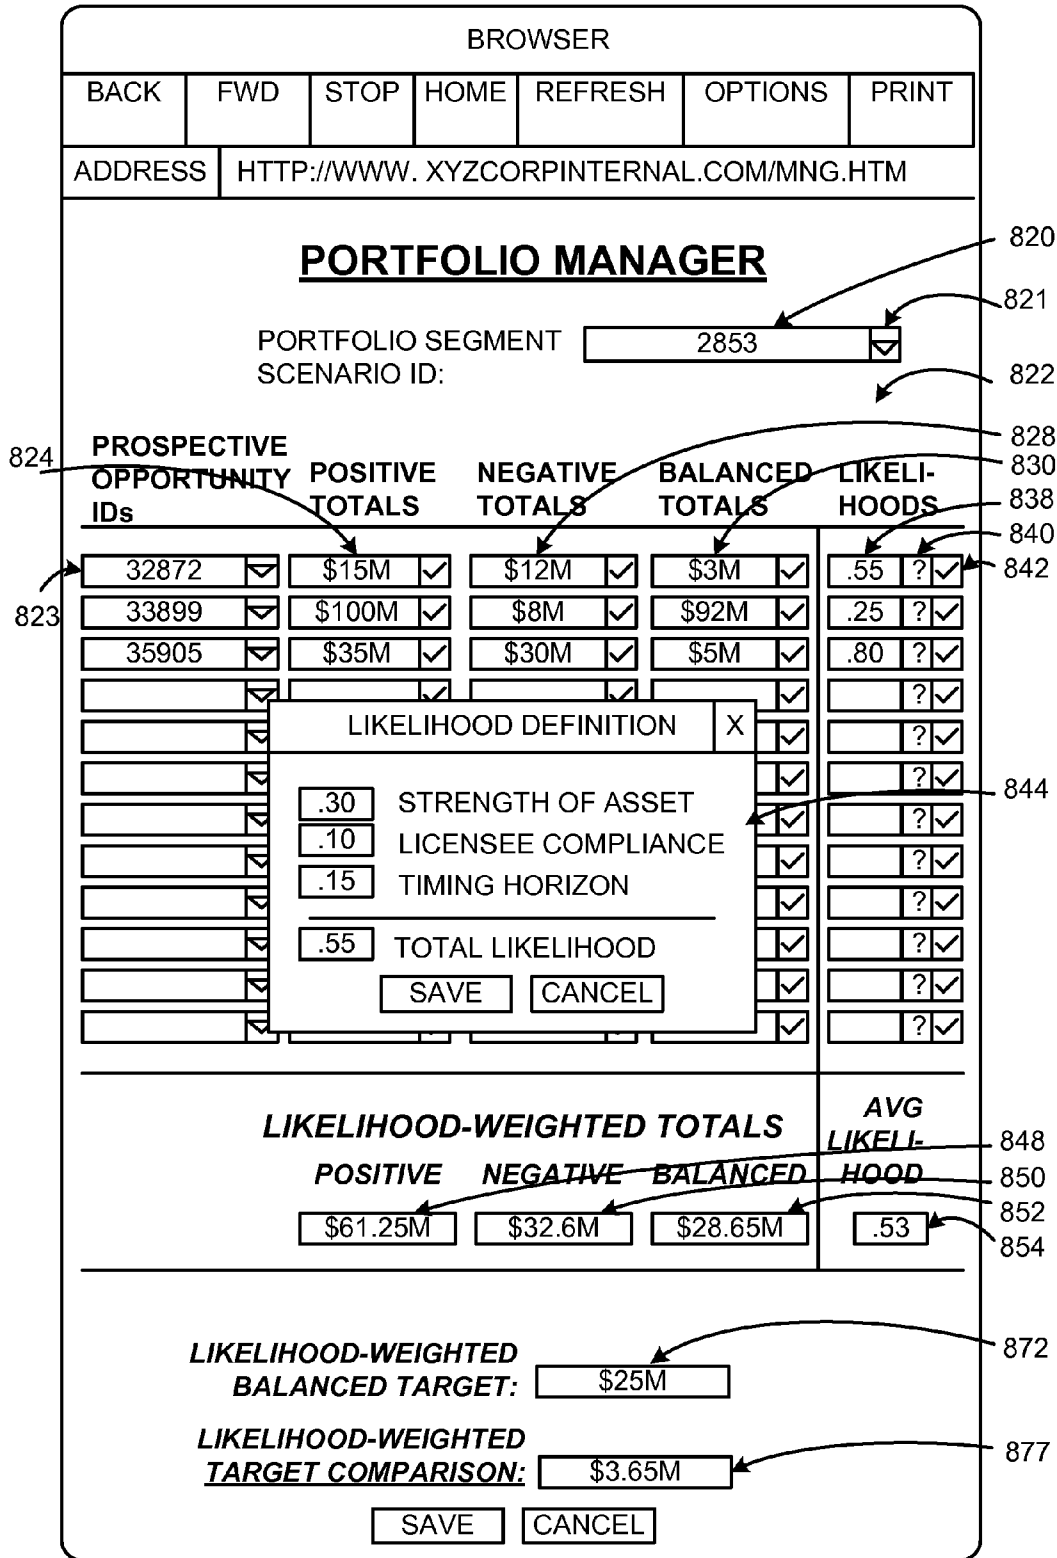 BROWSER
BACK FWD STOP HOME REFRESH OPTIONS PRINT
ADDRESS HTTP://WWW. XYZCORPINTERNAL.COM/MNG.HTM
PORTFOLIO MANAGER
820
821
PORTFOLIO SEGMENT
SCENARIO ID:
2853
822
824
828
830
838
840
842
823
PROSPECTIVE
OPPORTUNITY
IDs
POSITIVE
TOTALS
NEGATIVE
TOTALS
BALANCED
TOTALS
LIKELI-
HOODS
32872 $15M $12M $3M .55 ?
33899 $100M $8M $92M .25 ?
35905 $35M $30M $5M .80 ?
?
?
?
?
?
?
?
?
?
LIKELIHOOD DEFINITION X
.30 STRENGTH OF ASSET
.10 LICENSEE COMPLIANCE
.15 TIMING HORIZON
.55 TOTAL LIKELIHOOD
SAVE CANCEL
844
LIKELIHOOD-WEIGHTED TOTALS
AVG
LIKELI-
HOOD
POSITIVE NEGATIVE BALANCED
$61.25M $32.6M $28.65M .53
848
850
852
854
LIKELIHOOD-WEIGHTED
BALANCED TARGET: $25M
872
LIKELIHOOD-WEIGHTED
TARGET COMPARISON: $3.65M
877
SAVE CANCEL